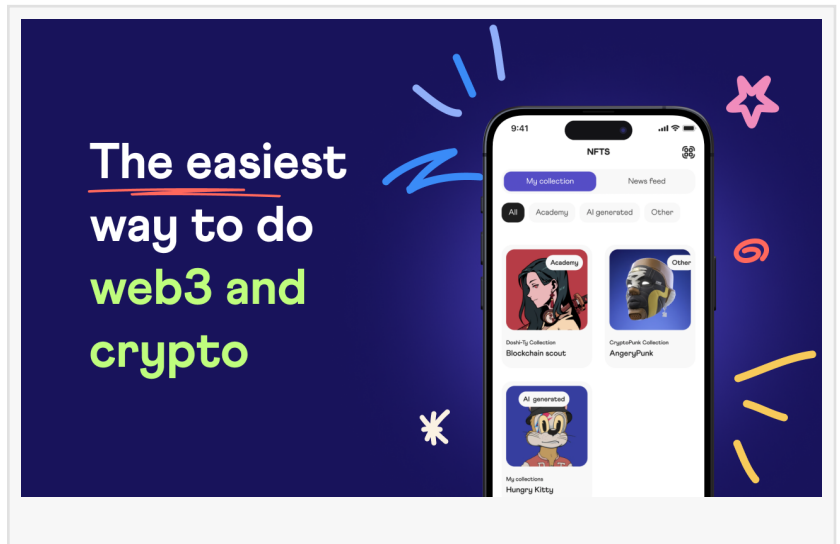 The easiest
way to do
web3 and
crypto
9:41
NFTS
My collection
News feed
All
Academy
AI generated
Other
Academy
Doshi-Ty Collection
Blockchain scout
Other
CryptoPunk Collection
AngeryPunk
AI generated
My collections
Hungry Kitty